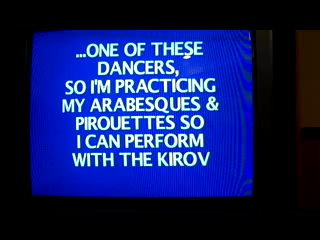 ...ONE OF THESE
DANCERS,
SO I'M PRACTICING
MY ARABESQUES &
PIROUETTES SO
I CAN PERFORM
WITH THE KIROV